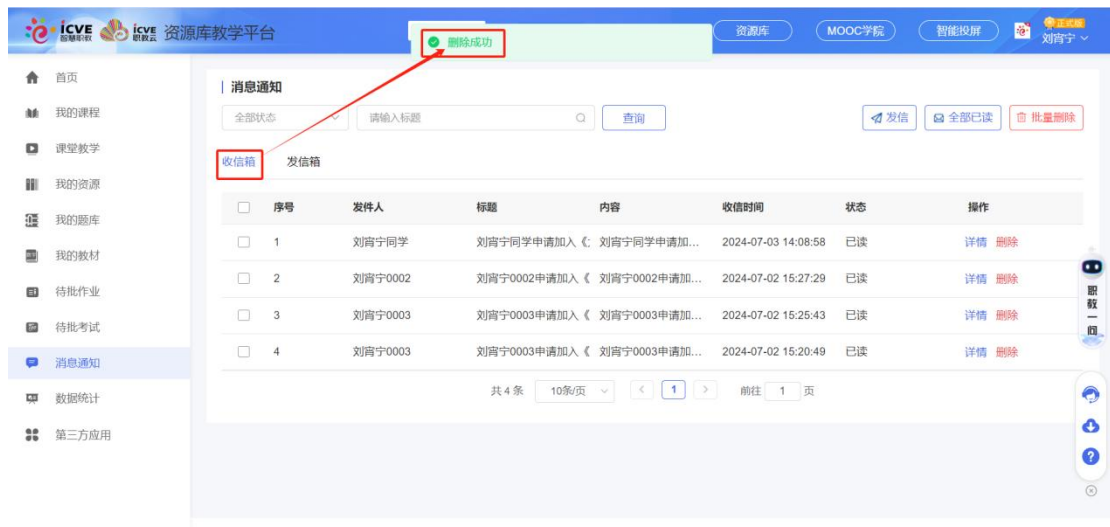 icve 智慧职教 icve 职教云 资源库教学平台 资源库 MOOC学院 智能投屏 正式版 刘宵宁
删除成功
首页
我的课程
课堂教学
我的资源
我的题库
我的教材
待批作业
待批考试
消息通知
数据统计
第三方应用
消息通知
全部状态 请输入标题 查询 发信 全部已读 批量删除
收信箱 发信箱
序号 发件人 标题 内容 收信时间 状态 操作
1 刘宵宁同学 刘宵宁同学申请加入《 刘宵宁同学申请加... 2024-07-03 14:08:58 已读 详情 删除
2 刘宵宁0002 刘宵宁0002申请加入《 刘宵宁0002申请加... 2024-07-02 15:27:29 已读 详情 删除
3 刘宵宁0003 刘宵宁0003申请加入《 刘宵宁0003申请加... 2024-07-02 15:25:43 已读 详情 删除
4 刘宵宁0003 刘宵宁0003申请加入《 刘宵宁0003申请加... 2024-07-02 15:20:49 已读 详情 删除
共 4 条 10条/页 1 前往 1 页
职教一问